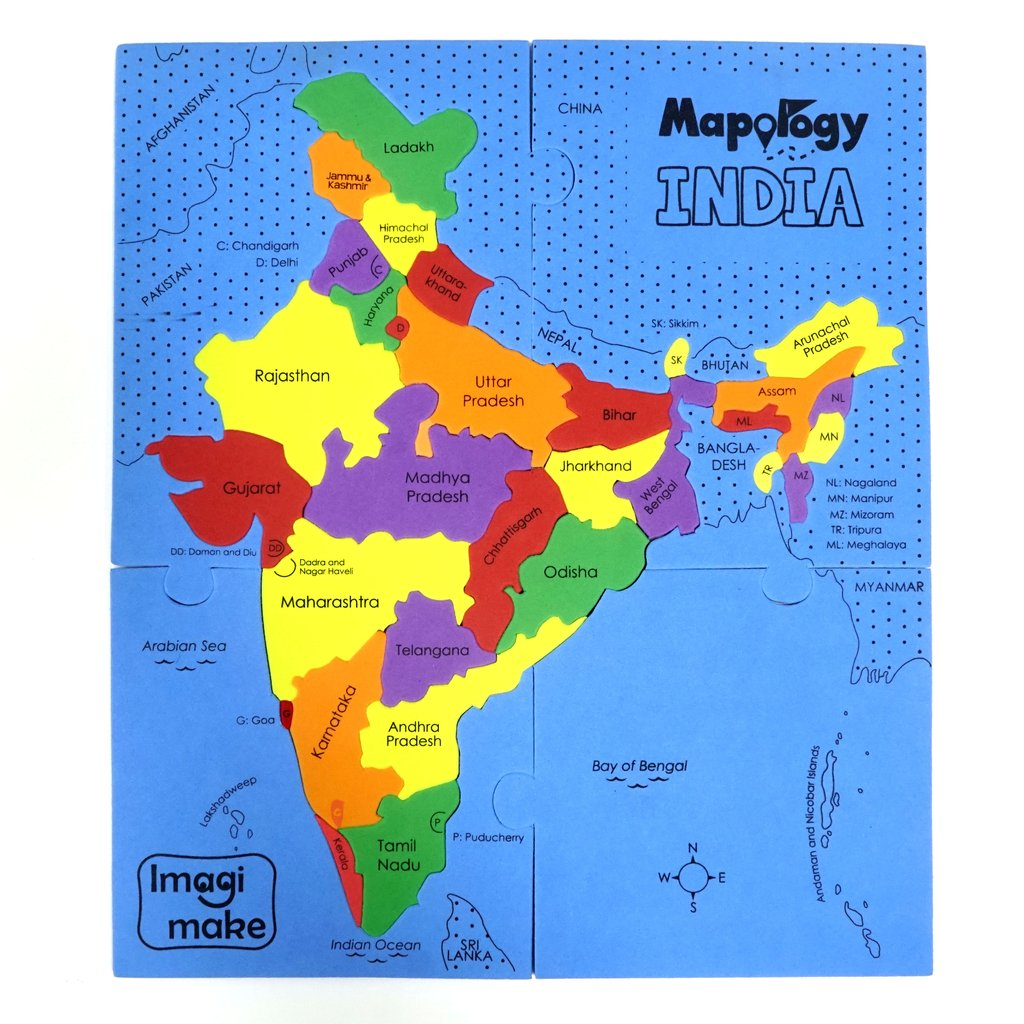 AFGHANISTAN
CHINA
Mapology
INDIA
Ladakh
Jammu &
Kashmir
Himachal
Pradesh
C: Chandigarh
D: Delhi
Punjab
C
Uttara-
khand
PAKISTAN
Haryana
D
NEPAL
SK: Sikkim
SK
BHUTAN
Arunachal
Pradesh
Rajasthan
Uttar
Pradesh
Bihar
Assam
NL
ML
MN
BANGLA-
DESH
TR
MZ
Jharkhand
West
Bengal
Gujarat
Madhya
Pradesh
NL: Nagaland
MN: Manipur
MZ: Mizoram
TR: Tripura
ML: Meghalaya
Chhattisgarh
DD: Daman and Diu
DD
Dadra and
Nagar Haveli
Odisha
MYANMAR
Maharashtra
Arabian Sea
Telangana
G: Goa
G
Karnataka
Andhra
Pradesh
Bay of Bengal
Andaman and Nicobar Islands
Lakshadweep
Kerala
Tamil
Nadu
P
P: Puducherry
N
W
E
S
Imagi
make
Indian Ocean
SRI
LANKA